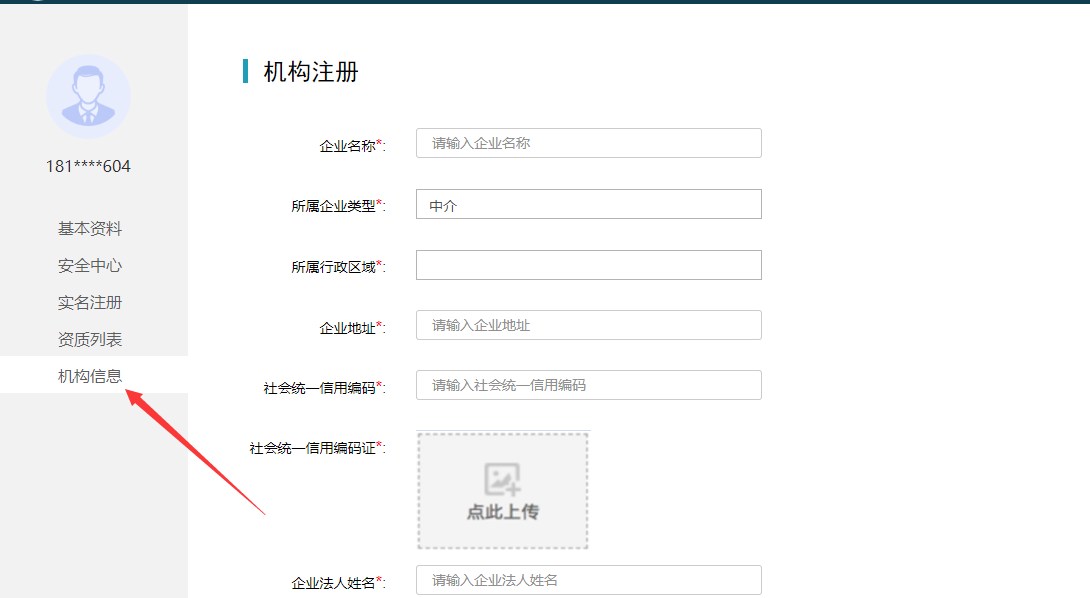 181****604
基本资料
安全中心
实名注册
资质列表
机构信息
机构注册
企业名称*: 请输入企业名称
所属企业类型*: 中介
所属行政区域*:
企业地址*: 请输入企业地址
社会统一信用编码*: 请输入社会统一信用编码
社会统一信用编码证*:
点此上传
企业法人姓名*: 请输入企业法人姓名